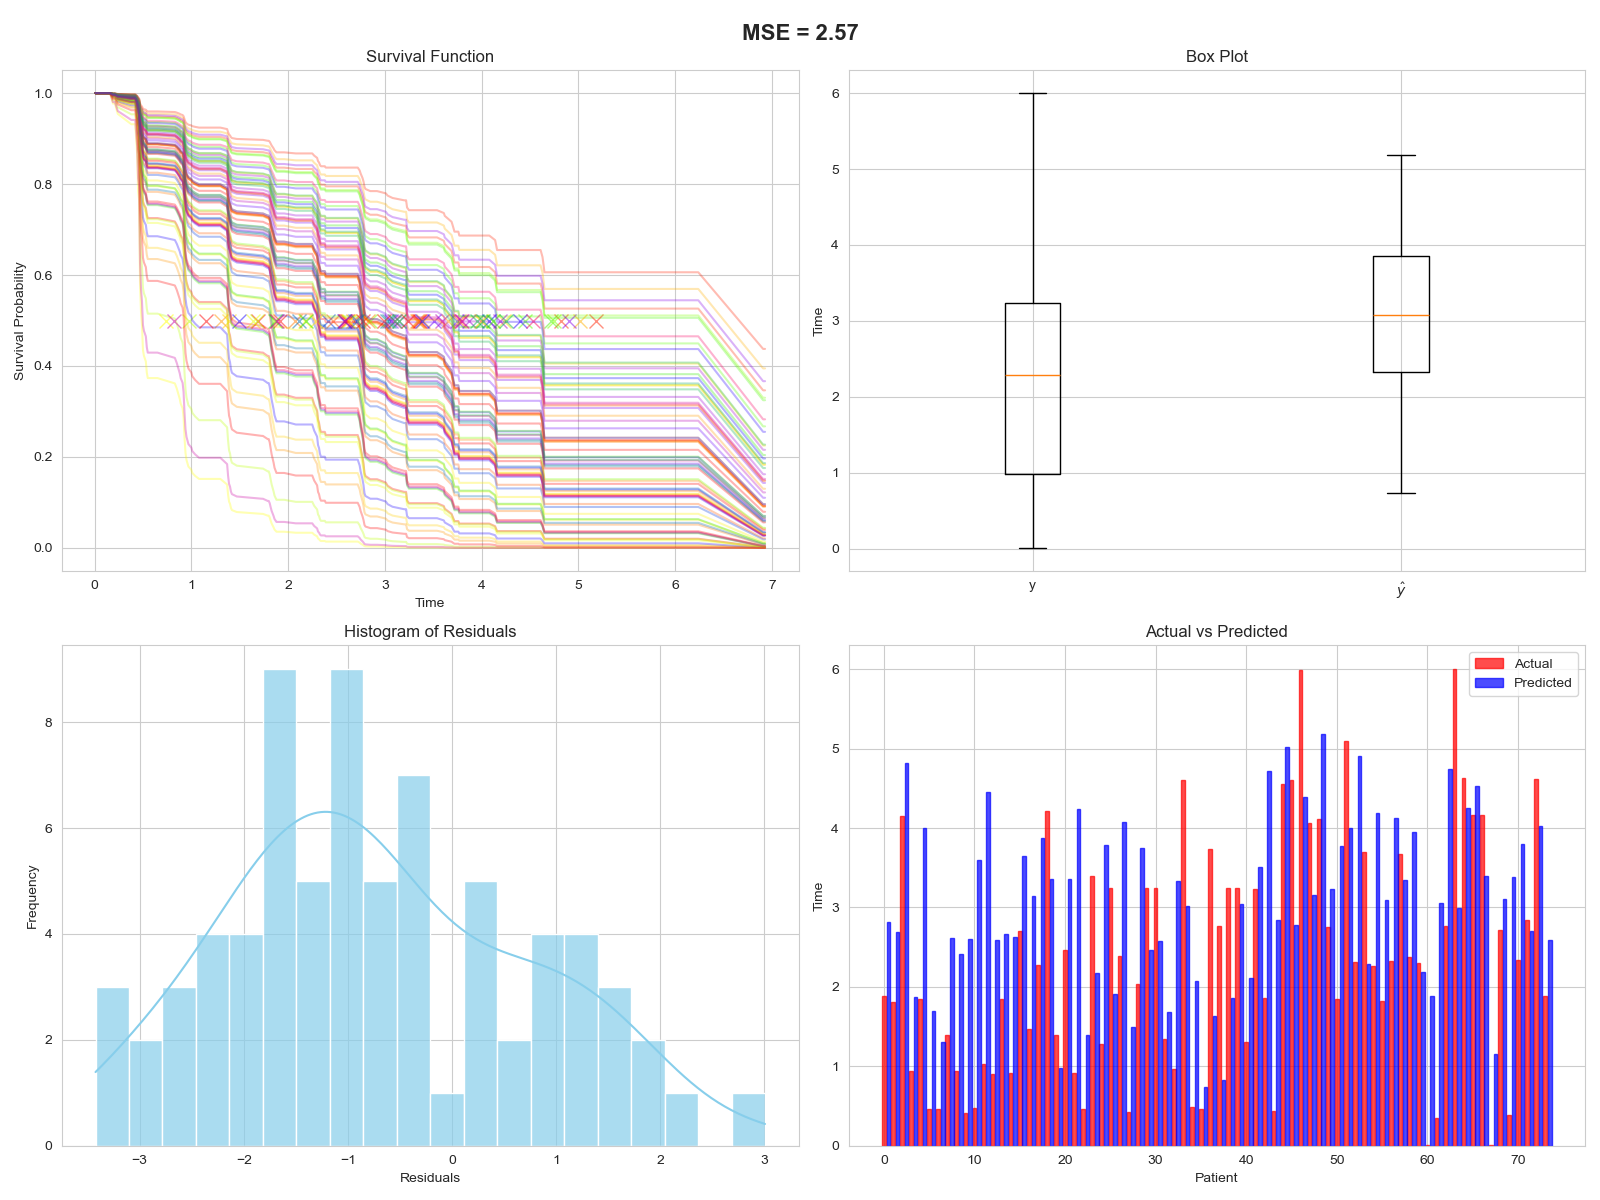 MSE = 2.57
Survival Function
Survival Probability
1.0
0.8
0.6
0.4
0.2
0.0
0 1 2 3 4 5 6 7
Time
Box Plot
Time
6
5
4
3
2
1
0
y ŷ
Histogram of Residuals
Frequency
8
6
4
2
0
−3 −2 −1 0 1 2 3
Residuals
Actual vs Predicted
Actual
Predicted
Time
6
5
4
3
2
1
0
0 10 20 30 40 50 60 70
Patient